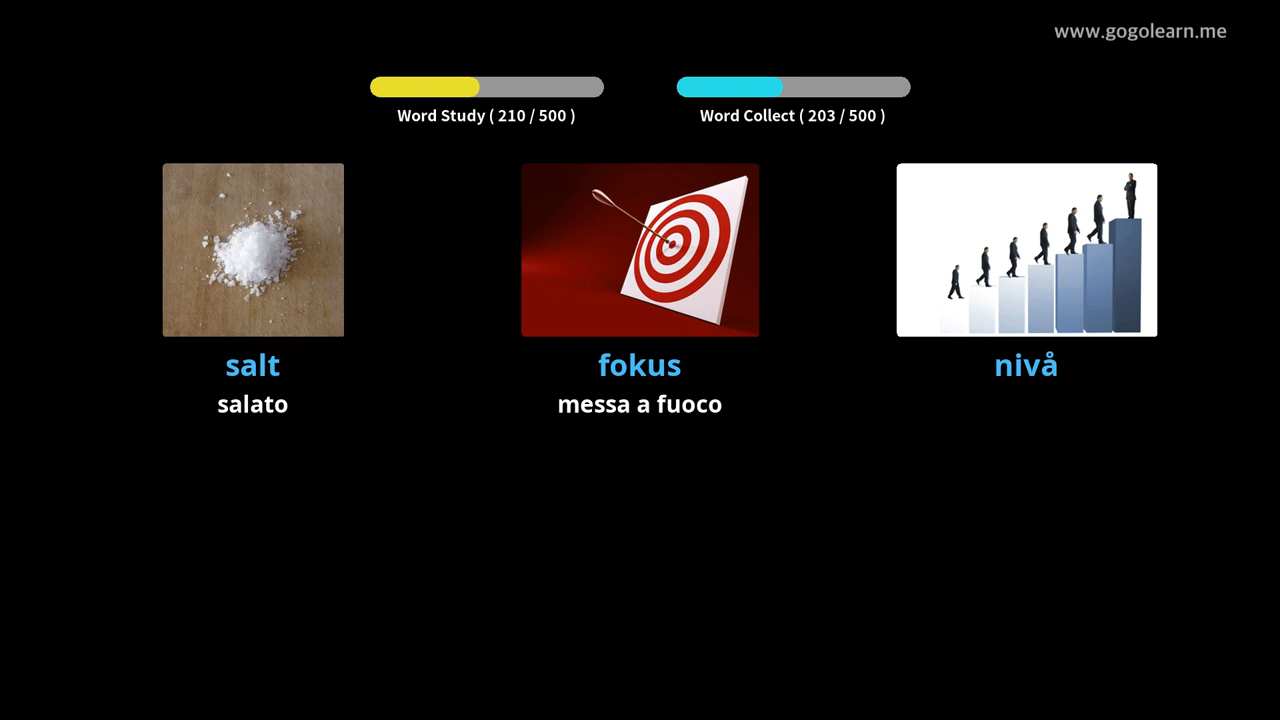 www.gogolearn.me
Word Study ( 210 / 500 )
Word Collect ( 203 / 500 )
salt
salato
fokus
messa a fuoco
nivå